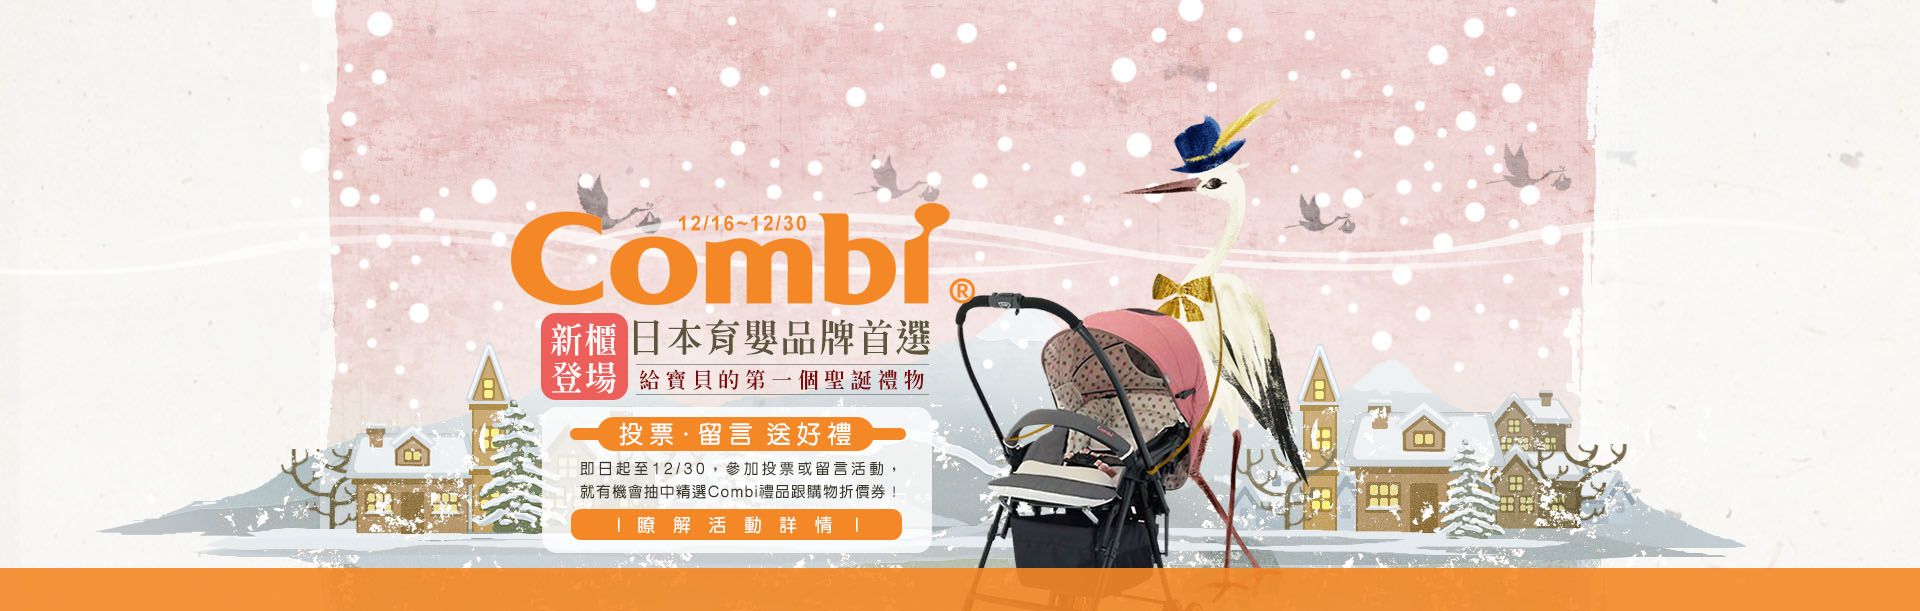 12/16~12/30
Combi®
新櫃登場
日本育嬰品牌首選
給寶貝的第一個聖誕禮物
投票·留言 送好禮
即日起至12/30,參加投票或留言活動,
就有機會抽中精選Combi禮品跟購物折價券!
| 瞭解活動詳情 |